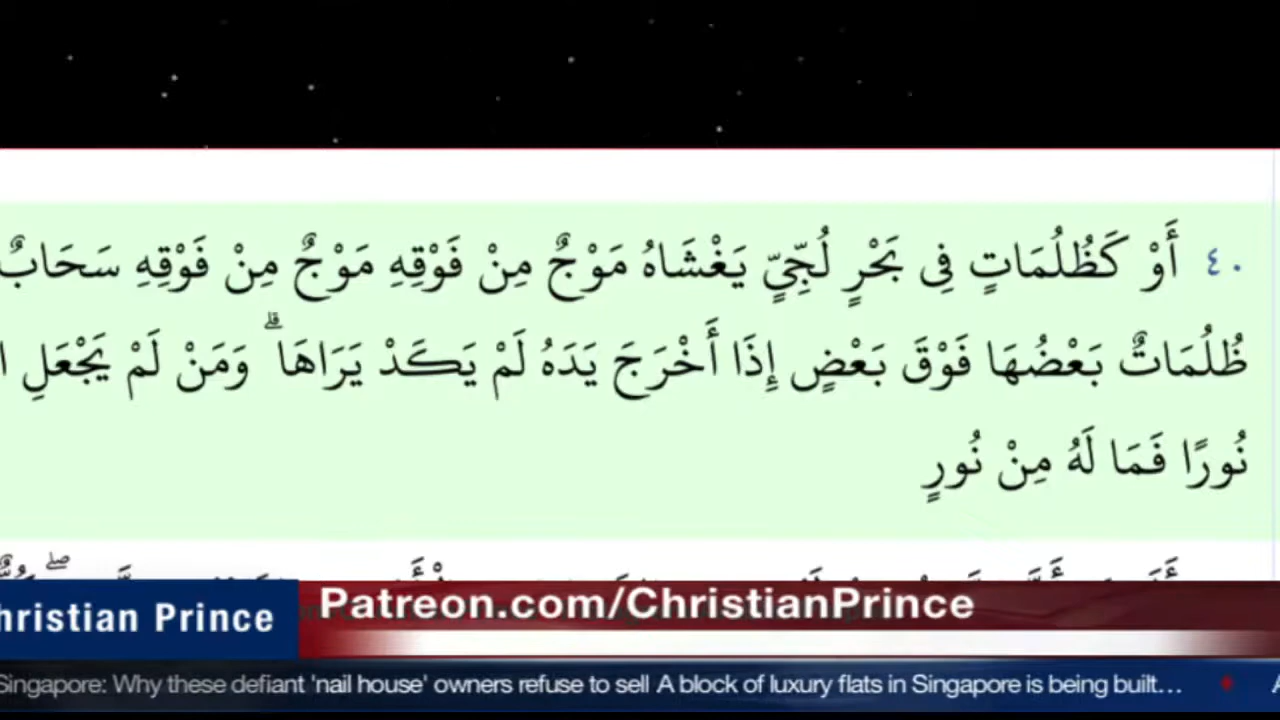 ٤٠ أَوْ كَظُلُمَاتٍ فِى بَحْرٍ لُجِّيٍّ يَغْشَاهُ مَوْجٌ مِنْ فَوْقِهِ مَوْجٌ مِنْ فَوْقِهِ سَحَابٌ
ظُلُمَاتٌ بَعْضُهَا فَوْقَ بَعْضٍ إِذَا أَخْرَجَ يَدَهُ لَمْ يَكَدْ يَرَاهَا ۗ وَمَنْ لَمْ يَجْعَلِ
نُورًا فَمَا لَهُ مِنْ نُورٍ
hristian Prince
Patreon.com/ChristianPrince
Singapore: Why these defiant 'nail house' owners refuse to sell A block of luxury flats in Singapore is being built... ♦ A